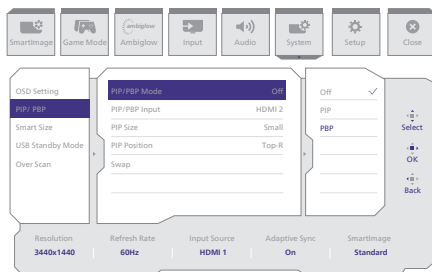 SmartImage
Game Mode
ambiglow
Ambiglow
Input
Audio
System
Setup
Close
OSD Setting
PIP/ PBP
Smart Size
USB Standby Mode
Over Scan
PIP/PBP Mode Off
PIP/PBP Input HDMI 2
PIP Size Small
PIP Position Top-R
Swap
Off
PIP
PBP
Select
OK
Back
Resolution Refresh Rate Input Source Adaptive Sync SmartImage
3440x1440 60Hz HDMI 1 On Standard